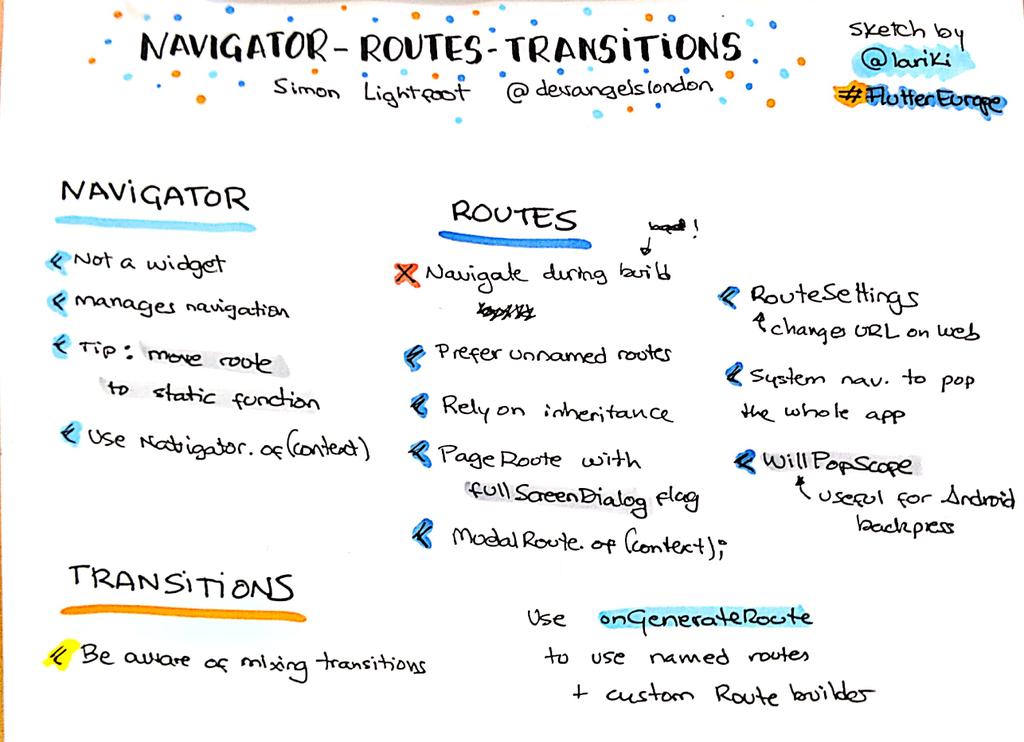 NAVIGATOR - ROUTES - TRANSITIONS
Simon Lightfoot @devangelslondon
sketch by
@lariki
#FlutterEurope
NAVIGATOR
Not a widget
manages navigation
Tip: move route
to static function
Use Navigator.of(context)
ROUTES
bad!
Navigate during build
Prefer unnamed routes
Rely on inheritance
PageRoute with
fullScreenDialog flag
ModalRoute.of(context);
RouteSettings
changes URL on web
System nav. to pop
the whole app
WillPopScope
useful for Android
backpress
TRANSITIONS
Be aware of mixing transitions
Use onGenerateRoute
to use named routes
+ custom Route builder